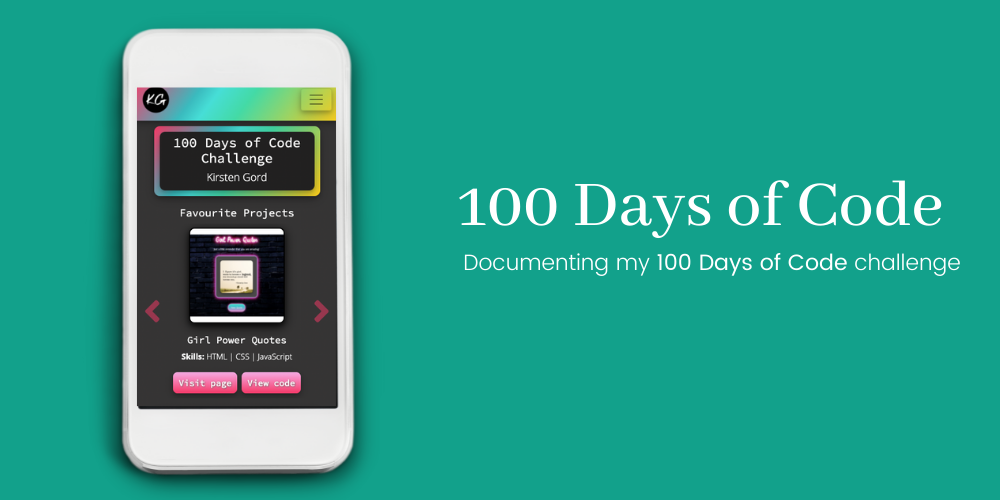 KG
100 Days of Code
Challenge
Kirsten Gord
Favourite Projects
Girl Power Quotes
Girl Power Quotes
Skills: HTML | CSS | JavaScript
Visit page View code
100 Days of Code
Documenting my 100 Days of Code challenge